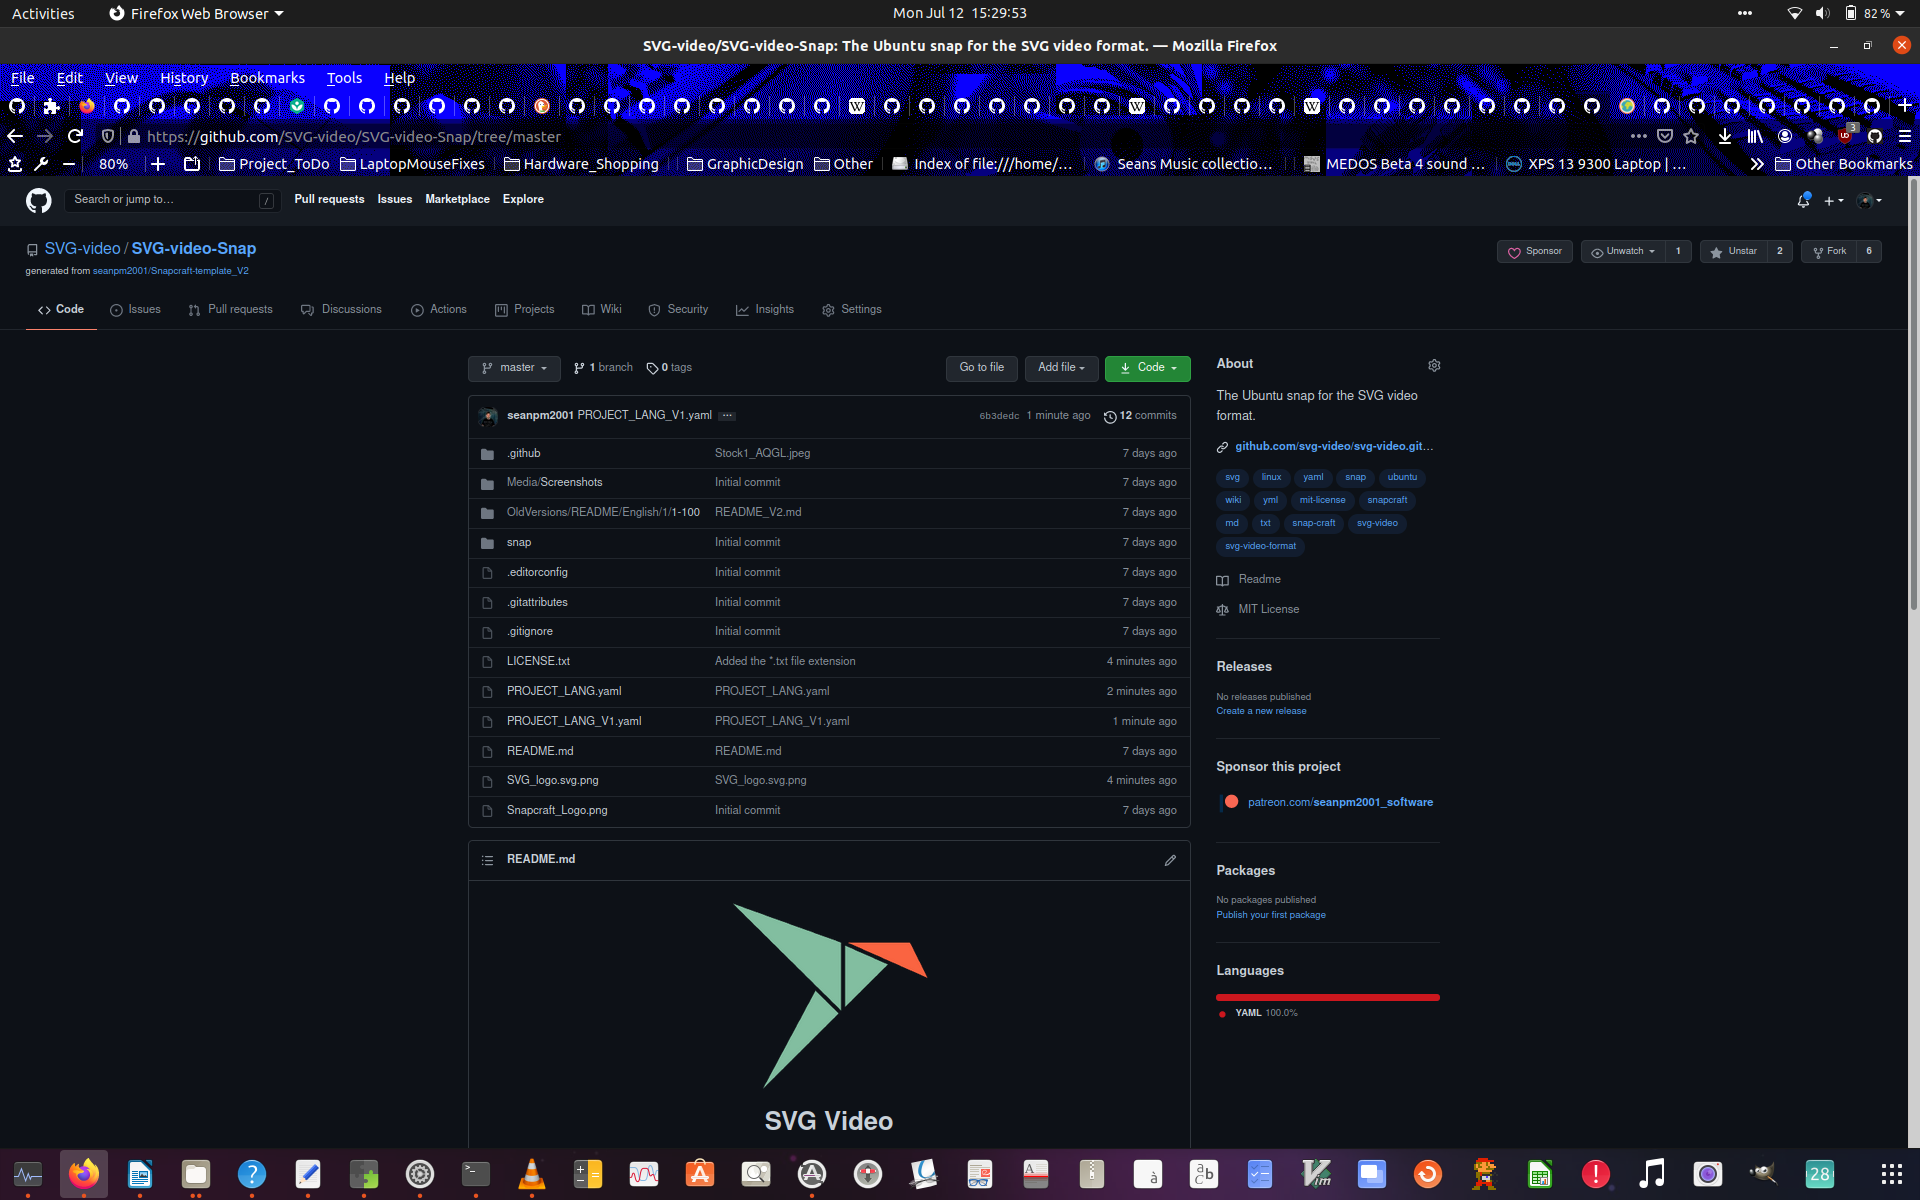 Activities Firefox Web Browser Mon Jul 12 15:29:53 82 %
SVG-video/SVG-video-Snap: The Ubuntu snap for the SVG video format. — Mozilla Firefox
File Edit View History Bookmarks Tools Help
https://github.com/SVG-video/SVG-video-Snap/tree/master 3
80% Project_ToDo LaptopMouseFixes Hardware_Shopping GraphicDesign Other Index of file:///home/… Seans Music collectio… MEDOS Beta 4 sound … XPS 13 9300 Laptop | … Other Bookmarks
Search or jump to… / Pull requests Issues Marketplace Explore
SVG-video / SVG-video-Snap Sponsor Unwatch 1 Unstar 2 Fork 6
generated from seanpm2001/Snapcraft-template_V2
Code Issues Pull requests Discussions Actions Projects Wiki Security Insights Settings
master 1 branch 0 tags Go to file Add file Code
seanpm2001 PROJECT_LANG_V1.yaml … 6b3dedc 1 minute ago 12 commits
.github Stock1_AQGL.jpeg 7 days ago
Media/Screenshots Initial commit 7 days ago
OldVersions/README/English/1/1-100 README_V2.md 7 days ago
snap Initial commit 7 days ago
.editorconfig Initial commit 7 days ago
.gitattributes Initial commit 7 days ago
.gitignore Initial commit 7 days ago
LICENSE.txt Added the *.txt file extension 4 minutes ago
PROJECT_LANG.yaml PROJECT_LANG.yaml 2 minutes ago
PROJECT_LANG_V1.yaml PROJECT_LANG_V1.yaml 1 minute ago
README.md README.md 7 days ago
SVG_logo.svg.png SVG_logo.svg.png 4 minutes ago
Snapcraft_Logo.png Initial commit 7 days ago
README.md
SVG Video
About
The Ubuntu snap for the SVG video
format.
github.com/svg-video/svg-video.git…
svg linux yaml snap ubuntu
wiki yml mit-license snapcraft
md txt snap-craft svg-video
svg-video-format
Readme
MIT License
Releases
No releases published
Create a new release
Sponsor this project
patreon.com/seanpm2001_software
Packages
No packages published
Publish your first package
Languages
YAML 100.0%
28